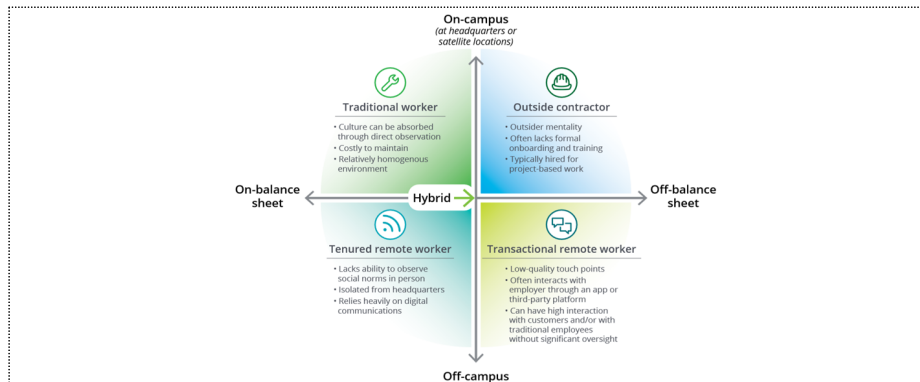 On-campus
(at headquarters or
satellite locations)
Traditional worker
• Culture can be absorbed
through direct observation
• Costly to maintain
• Relatively homogenous
environment
Outside contractor
• Outsider mentality
• Often lacks formal
onboarding and training
• Typically hired for
project-based work
On-balance
sheet
Hybrid
Off-balance
sheet
Tenured remote worker
• Lacks ability to observe
social norms in person
• Isolated from headquarters
• Relies heavily on digital
communications
Transactional remote worker
• Low-quality touch points
• Often interacts with
employer through an app or
third-party platform
• Can have high interaction
with customers and/or with
traditional employees
without significant oversight
Off-campus